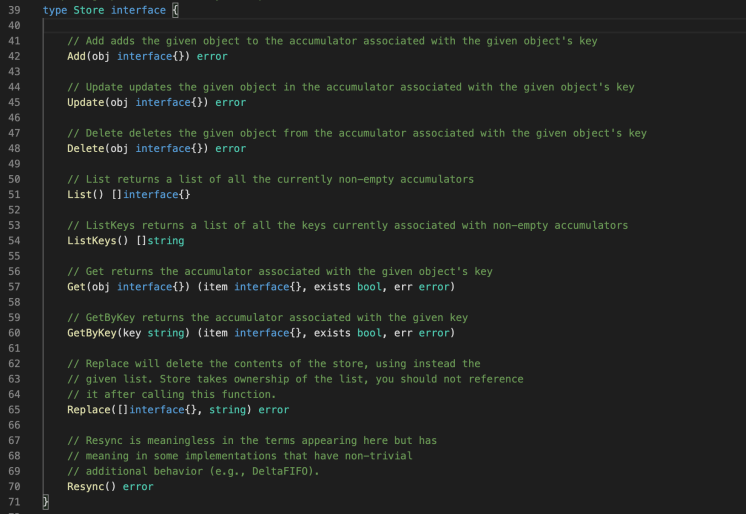 39 type Store interface {
40
41 // Add adds the given object to the accumulator associated with the given object's key
42 Add(obj interface{}) error
43
44 // Update updates the given object in the accumulator associated with the given object's key
45 Update(obj interface{}) error
46
47 // Delete deletes the given object from the accumulator associated with the given object's key
48 Delete(obj interface{}) error
49
50 // List returns a list of all the currently non-empty accumulators
51 List() []interface{}
52
53 // ListKeys returns a list of all the keys currently associated with non-empty accumulators
54 ListKeys() []string
55
56 // Get returns the accumulator associated with the given object's key
57 Get(obj interface{}) (item interface{}, exists bool, err error)
58
59 // GetByKey returns the accumulator associated with the given key
60 GetByKey(key string) (item interface{}, exists bool, err error)
61
62 // Replace will delete the contents of the store, using instead the
63 // given list. Store takes ownership of the list, you should not reference
64 // it after calling this function.
65 Replace([]interface{}, string) error
66
67 // Resync is meaningless in the terms appearing here but has
68 // meaning in some implementations that have non-trivial
69 // additional behavior (e.g., DeltaFIFO).
70 Resync() error
71 }